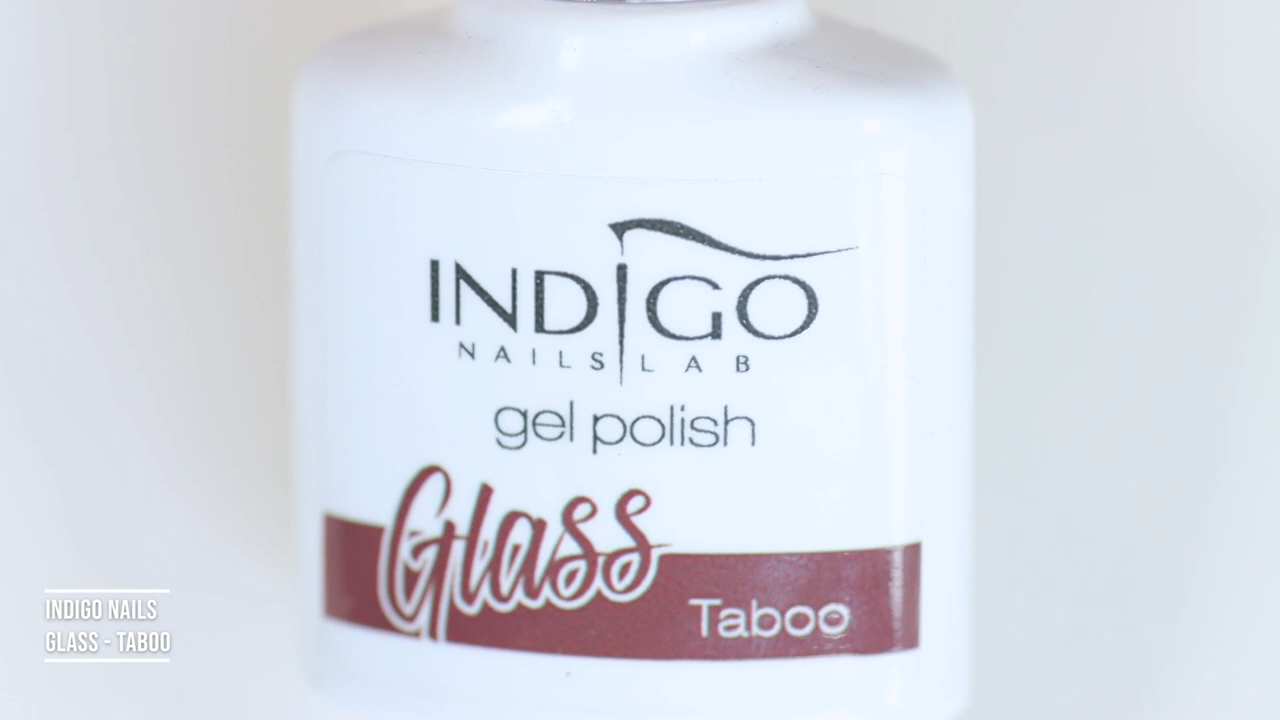 INDIGO
NAILS LAB
gel polish
Glass
Taboo
INDIGO NAILS
GLASS - TABOO